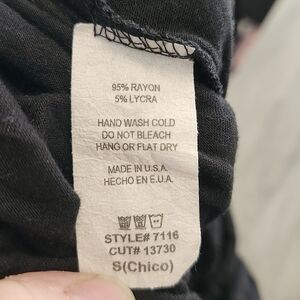 95% RAYON
5% LYCRA
HAND WASH COLD
DO NOT BLEACH
HANG OR FLAT DRY
MADE IN U.S.A.
HECHO EN E.U.A.
STYLE# 7116
CUT# 13730
S(Chico)